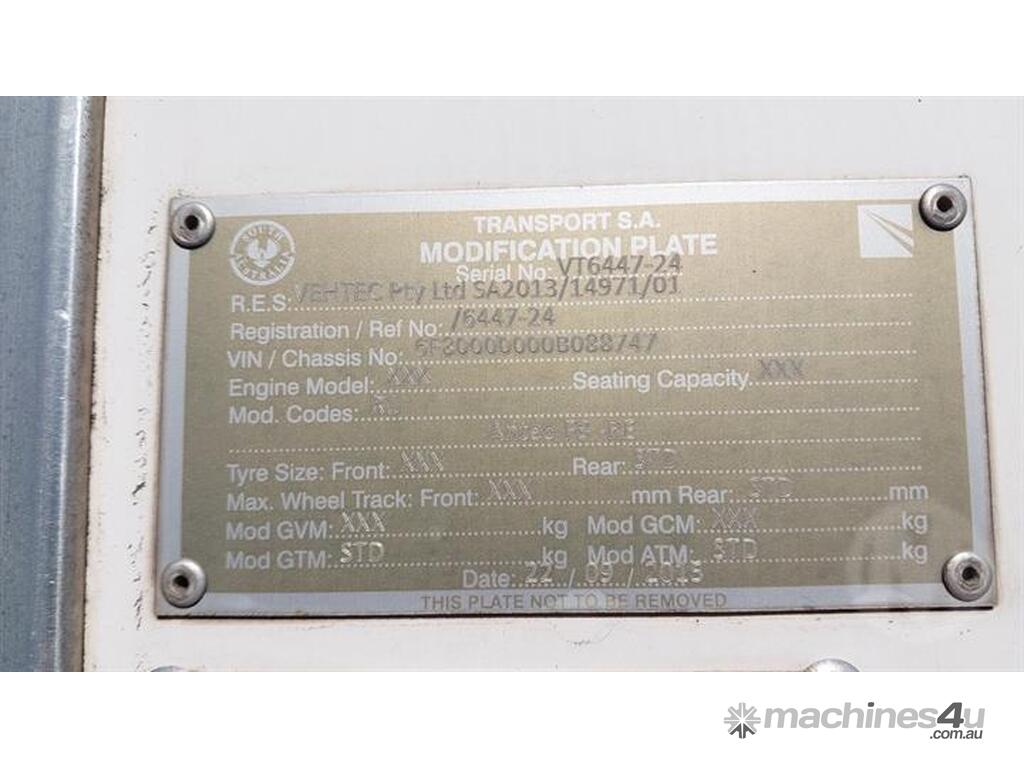 SOUTH AUSTRALIA
TRANSPORT S.A.
MODIFICATION PLATE
Serial No: VT6447-24
R.E.S: VEHTEC Pty Ltd SA2013/14971/01
Registration / Ref No: /6447-24
VIN / Chassis No:
Engine Model: XXX Seating Capacity. XXX
Mod. Codes:
Tyre Size: Front: XXX Rear: STD
Max. Wheel Track: Front: XXX mm Rear: STD mm
Mod GVM: XXX kg Mod GCM: XXX kg
Mod GTM: STD kg Mod ATM: STD kg
Date: 22 / 09 /
THIS PLATE NOT TO BE REMOVED
machines4u
.com.au